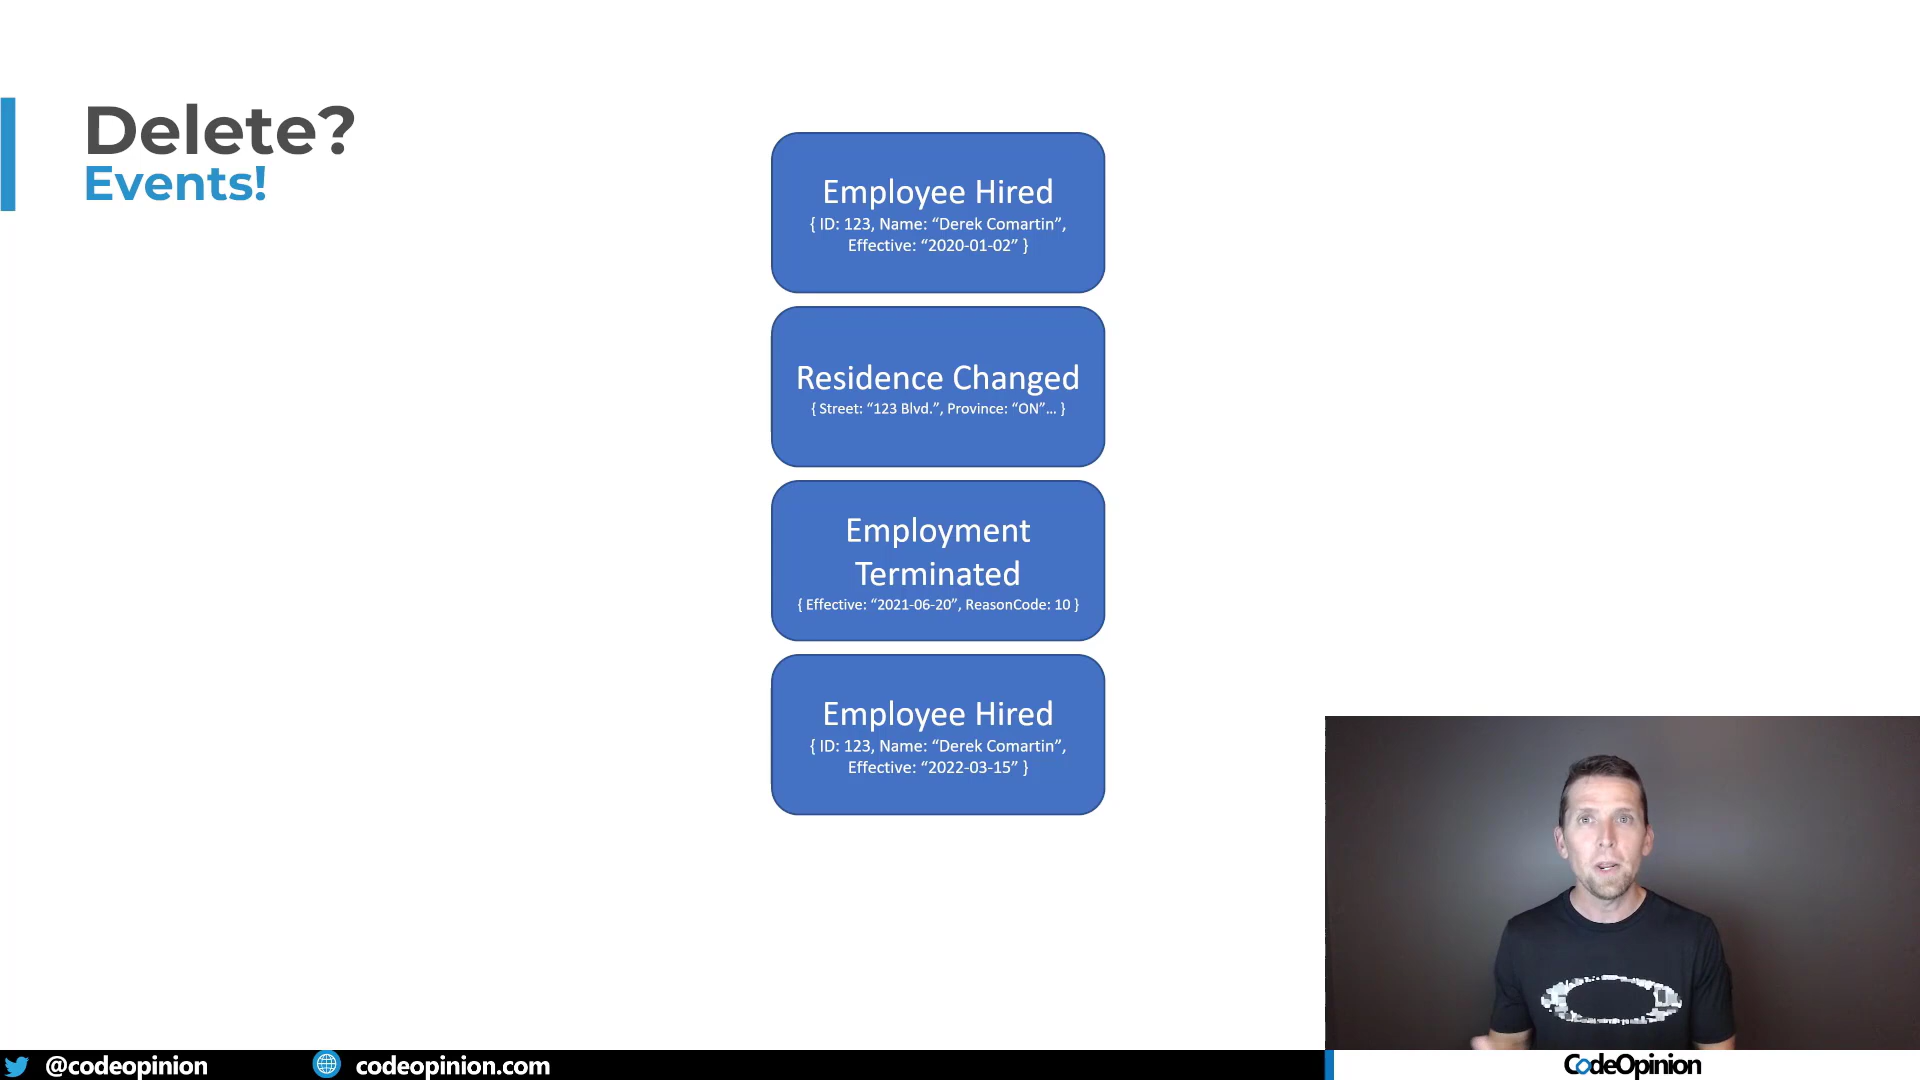 Delete?
Events!
Employee Hired
{ ID: 123, Name: “Derek Comartin”,
Effective: “2020-01-02” }
Residence Changed
{ Street: “123 Blvd.”, Province: “ON”... }
Employment
Terminated
{ Effective: “2021-06-20”, ReasonCode: 10 }
Employee Hired
{ ID: 123, Name: “Derek Comartin”,
Effective: “2022-03-15” }
@codeopinion
codeopinion.com
CodeOpinion